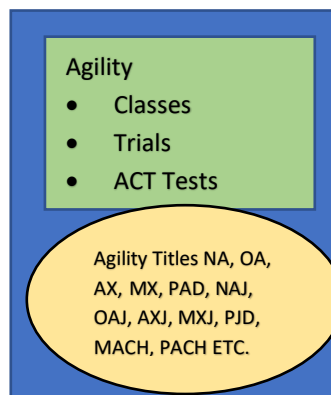 Agility
• Classes
• Trials
• ACT Tests
Agility Titles NA, OA,
AX, MX, PAD, NAJ,
OAJ, AXJ, MXJ, PJD,
MACH, PACH ETC.